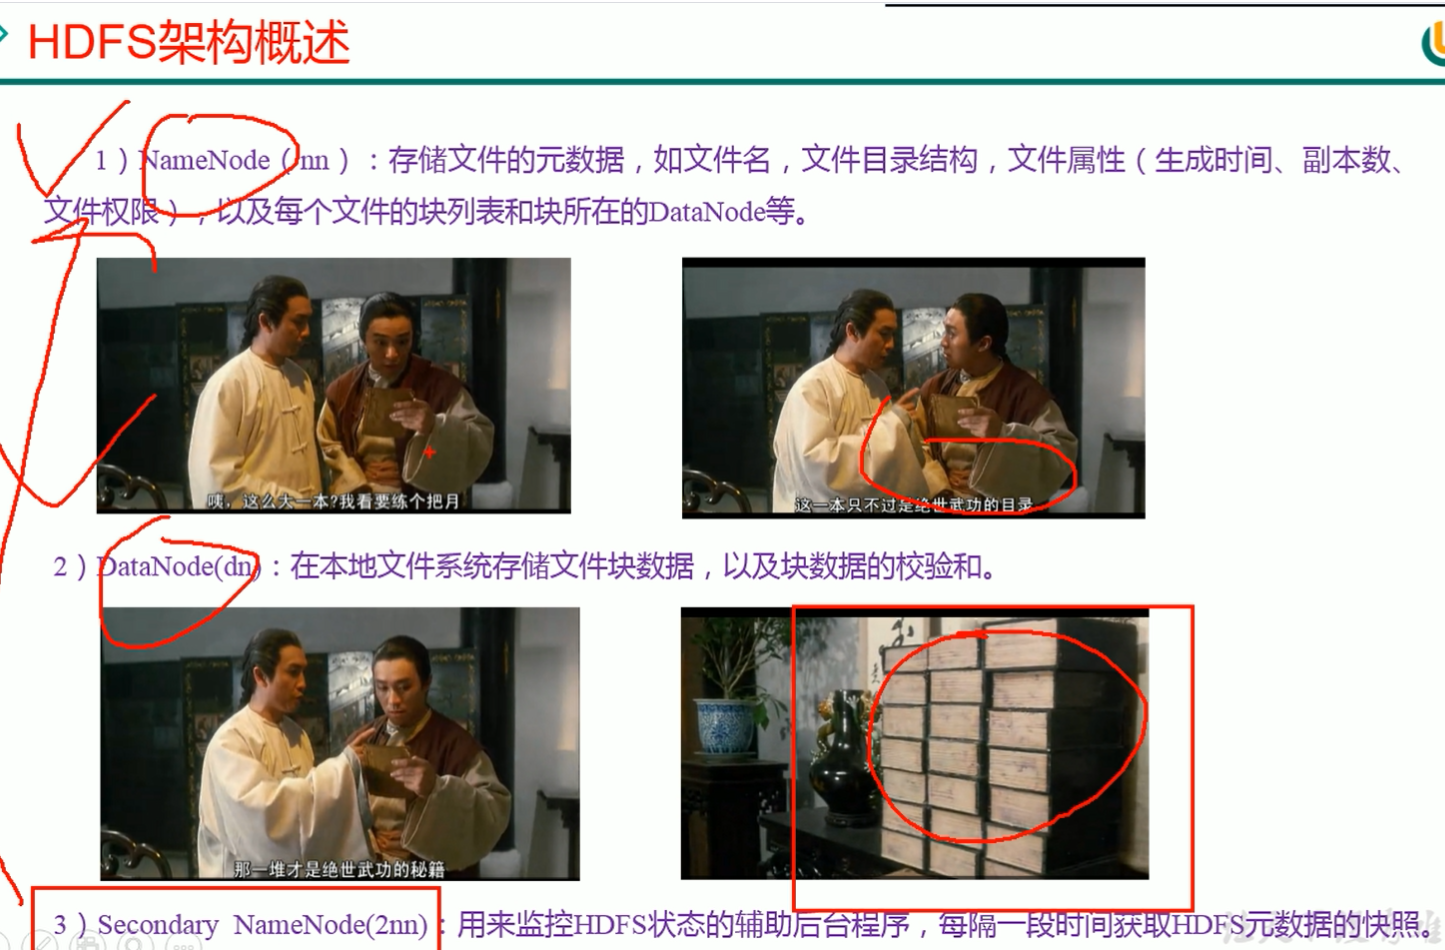 HDFS架构概述
1）NameNode（nn）：存储文件的元数据，如文件名，文件目录结构，文件属性（生成时间、副本数、
文件权限），以及每个文件的块列表和块所在的DataNode等。
咦，这么大一本?我看要练个把月
这一本只不过是绝世武功的目录
2）DataNode(dn)：在本地文件系统存储文件块数据，以及块数据的校验和。
那一堆才是绝世武功的秘籍
3）Secondary NameNode(2nn)：用来监控HDFS状态的辅助后台程序，每隔一段时间获取HDFS元数据的快照。